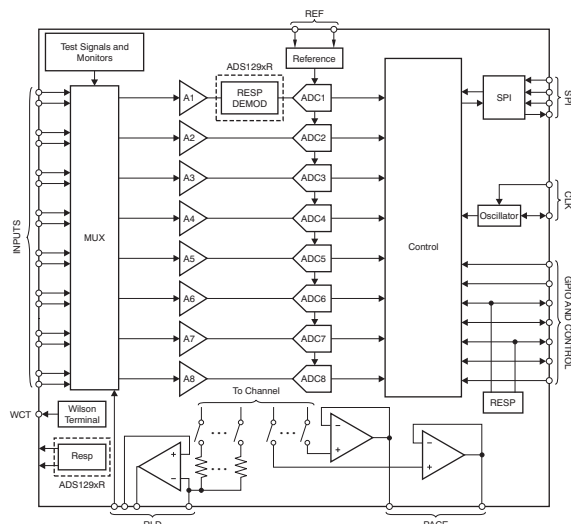 REF
Test Signals and
Monitors
Reference
ADS129xR
RESP
DEMOD
A1
ADC1
A2
ADC2
A3
ADC3
A4
ADC4
A5
ADC5
A6
ADC6
A7
ADC7
A8
ADC8
INPUTS
MUX
Control
SPI
SPI
Oscillator
CLK
GPIO AND CONTROL
RESP
To Channel
WCT
Wilson
Terminal
Resp
ADS129xR
RLD
PACE